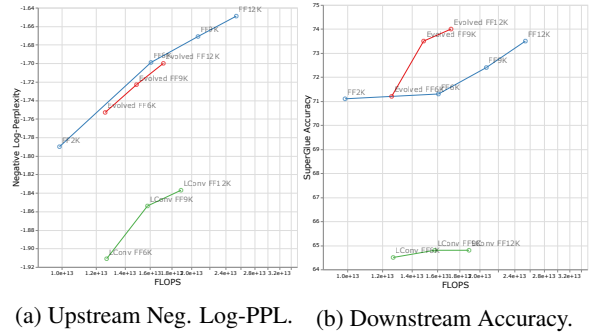 -1.64
-1.66
-1.68
-1.70
-1.72
-1.74
-1.76
-1.78
-1.80
-1.82
-1.84
-1.86
-1.88
-1.90
-1.92
Negative Log-Perplexity
FF12K
FF9K
Evolved FF12K
Evolved FF9K
Evolved FF6K
FF2K
LConv FF12K
LConv FF9K
LConv FF6K
1.0e+13 1.2e+13 1.4e+13 1.6e+13 1.8e+13 2.0e+13 2.4e+13 2.8e+13 3.2e+13
FLOPS
75
74
73
72
71
70
69
68
67
66
65
64
SuperGlue Accuracy
Evolved FF12K
Evolved FF9K
FF12K
FF9K
FF6K
FF2K
LConv FF12K
1.0e+13 1.2e+13 1.4e+13 1.6e+13 1.8e+13 2.0e+13 2.4e+13 2.8e+13 3.2e+13
FLOPS
(a) Upstream Neg. Log-PPL.
(b) Downstream Accuracy.